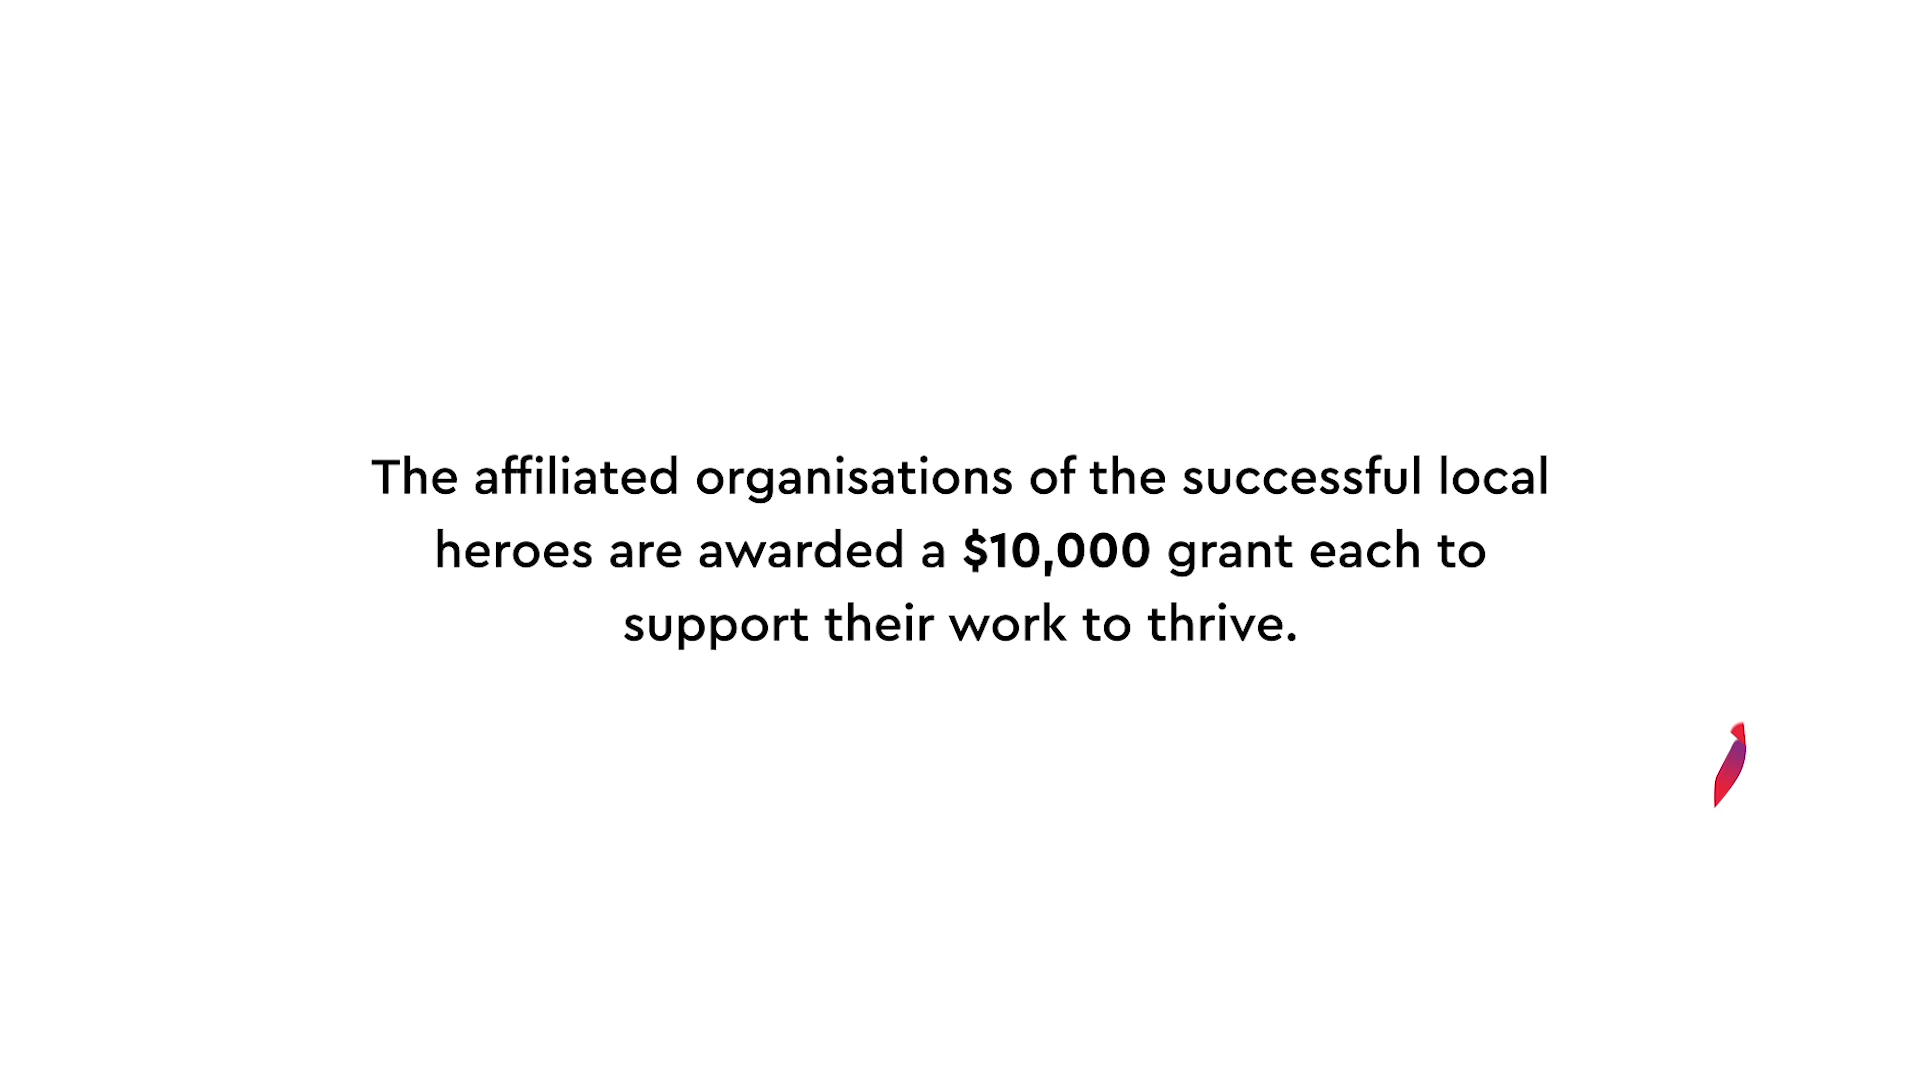 The affiliated organisations of the successful local
heroes are awarded a $10,000 grant each to
support their work to thrive.